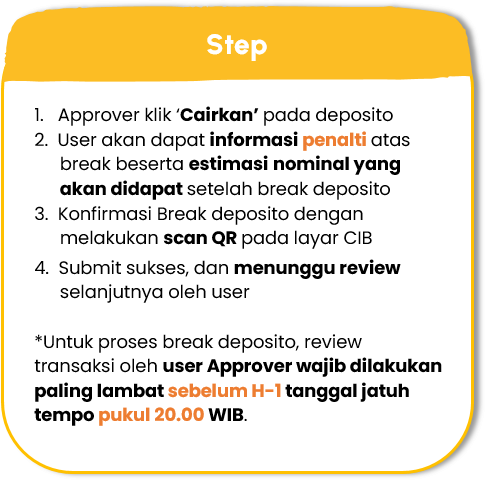 Step
1. Approver klik ‘Cairkan’ pada deposito
2. User akan dapat informasi penalti atas
break beserta estimasi nominal yang
akan didapat setelah break deposito
3. Konfirmasi Break deposito dengan
melakukan scan QR pada layar CIB
4. Submit sukses, dan menunggu review
selanjutnya oleh user
*Untuk proses break deposito, review
transaksi oleh user Approver wajib dilakukan
paling lambat sebelum H-1 tanggal jatuh
tempo pukul 20.00 WIB.